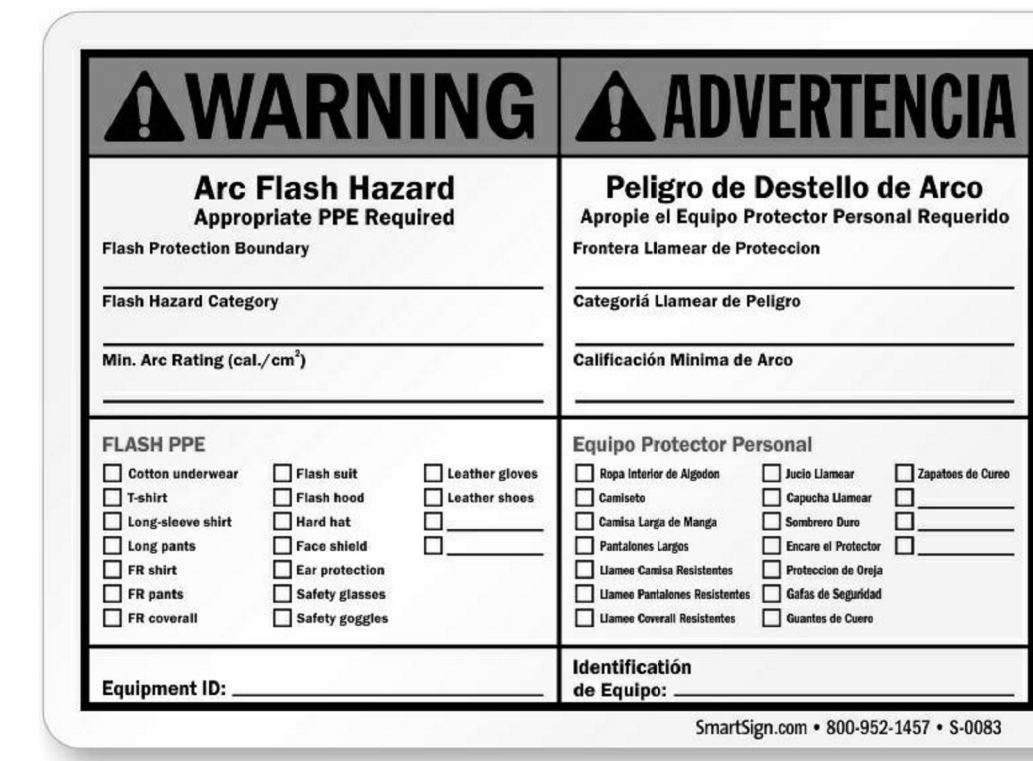 WARNING
Arc Flash Hazard
Appropriate PPE Required
Flash Protection Boundary
Flash Hazard Category
Min. Arc Rating (cal./cm²)
FLASH PPE
Cotton underwear
T-shirt
Long-sleeve shirt
Long pants
FR shirt
FR pants
FR coverall
Flash suit
Flash hood
Hard hat
Face shield
Ear protection
Safety glasses
Safety goggles
Leather gloves
Leather shoes
Equipment ID:
ADVERTENCIA
Peligro de Destello de Arco
Apropie el Equipo Protector Personal Requerido
Frontera Llamear de Proteccion
Categoriá Llamear de Peligro
Calificación Minima de Arco
Equipo Protector Personal
Ropa Interior de Algodon
Camiseto
Camisa Larga de Manga
Pantalones Largos
Llamee Camisa Resistentes
Llamee Pantalones Resistentes
Llamee Coverall Resistentes
Jucio Llamear
Capucha Llamear
Sombrero Duro
Encare el Protector
Proteccion de Oreja
Gafas de Seguridad
Guantes de Cuero
Zapatoes de Cureo
Identificatión
de Equipo:
SmartSign.com • 800-952-1457 • S-0083